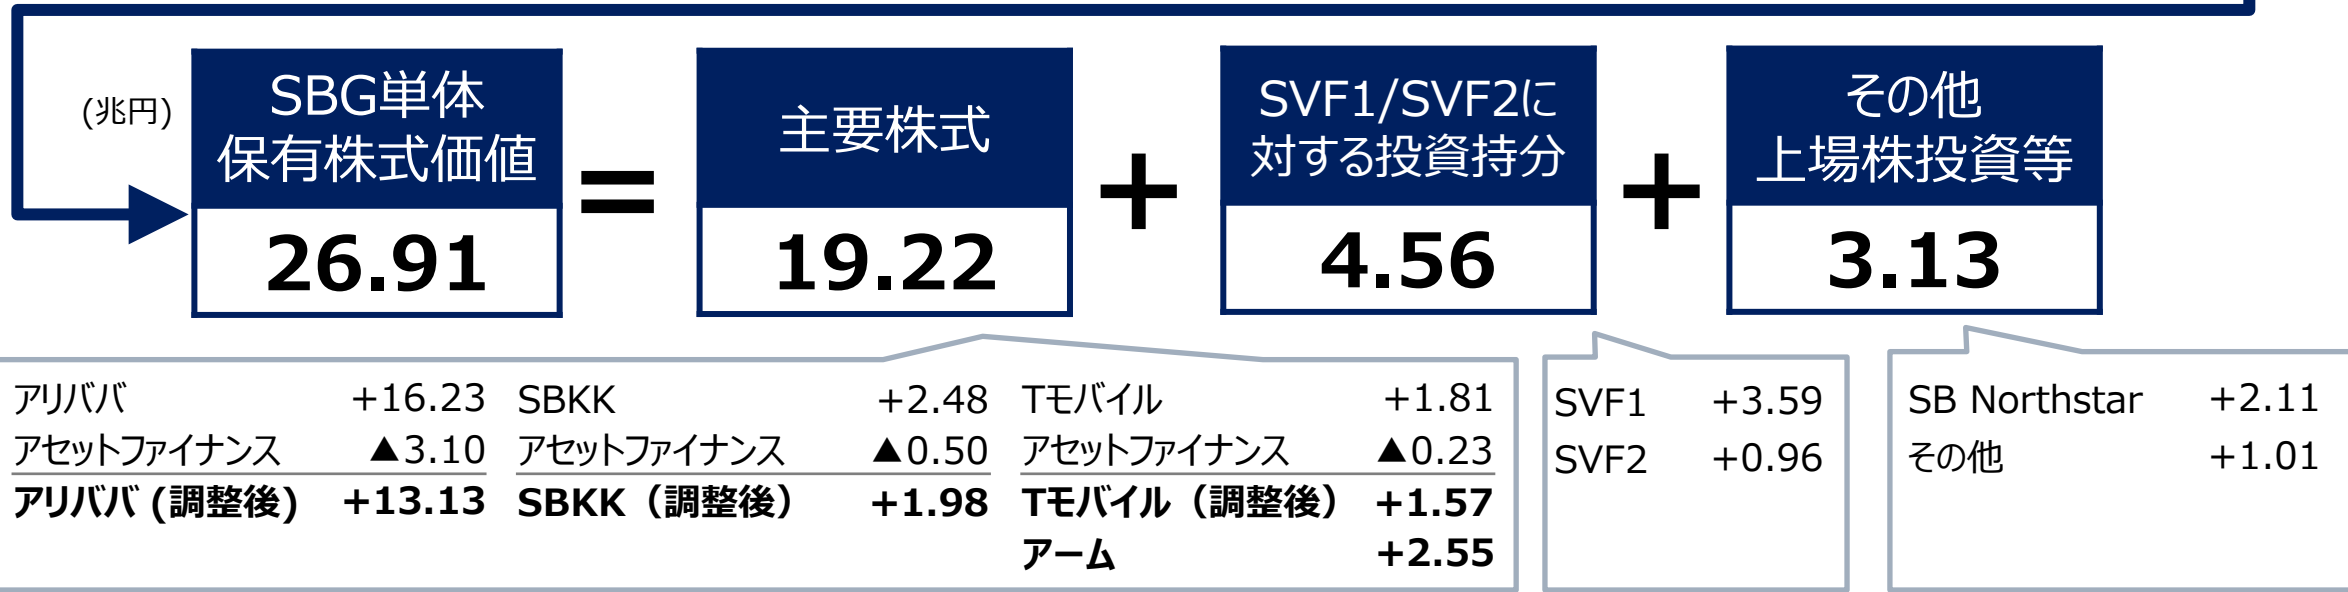 (兆円)
SBG単体
保有株式価値
26.91
=
主要株式
19.22
+
SVF1/SVF2に
対する投資持分
4.56
+
その他
上場株投資等
3.13
アリババ +16.23
アセットファイナンス ▲3.10
アリババ (調整後) +13.13
SBKK +2.48
アセットファイナンス ▲0.50
SBKK（調整後） +1.98
Tモバイル +1.81
アセットファイナンス ▲0.23
Tモバイル（調整後） +1.57
アーム +2.55
SVF1 +3.59
SVF2 +0.96
SB Northstar +2.11
その他 +1.01